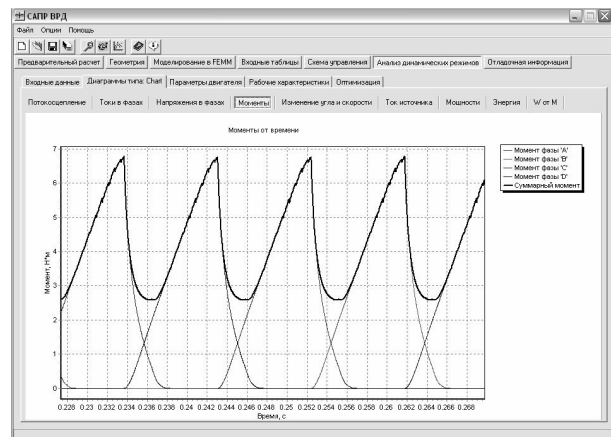 САПР ВРД
Файл Опции Помощь
Предварительный расчет Геометрия Моделирование в FEMM Входные таблицы Схема управления Анализ динамических режимов Отладочная информация
Входные данные Диаграммы типа: Chart Параметры двигателя Рабочие характеристики Оптимизация
Потокосцепление Токи в фазах Напряжения в фазах Моменты Изменение угла и скорости Ток источника Мощности Энергия W от М
Моменты от времени
Момент фазы 'A'
Момент фазы 'B'
Момент фазы 'C'
Момент фазы 'D'
Суммарный момент
7
6
5
4
3
2
1
0
Момент, Н*м
0.228 0.23 0.232 0.234 0.236 0.238 0.24 0.242 0.244 0.246 0.248 0.25 0.252 0.254 0.256 0.258 0.26 0.262 0.264 0.266 0.268
Время, с